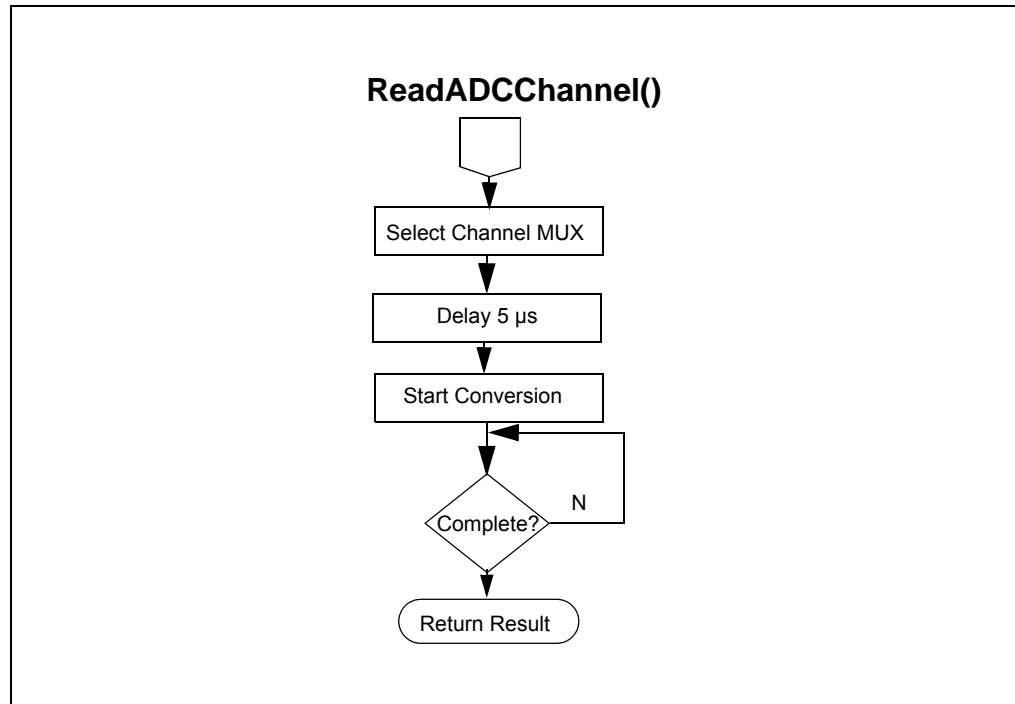 ReadADCChannel()
Select Channel MUX
Delay 5 µs
Start Conversion
N
Complete?
Return Result